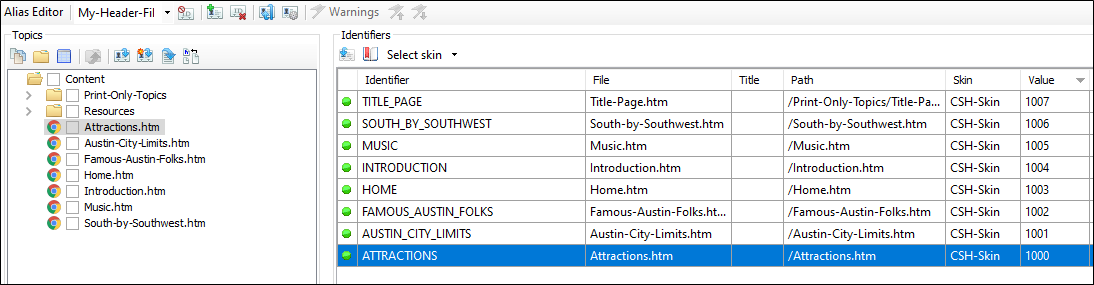 Alias Editor My-Header-Fil Warnings
Topics
Content
Print-Only-Topics
Resources
Attractions.htm
Austin-City-Limits.htm
Famous-Austin-Folks.htm
Home.htm
Introduction.htm
Music.htm
South-by-Southwest.htm
Identifiers
Select skin
Identifier File Title Path Skin Value
TITLE_PAGE Title-Page.htm /Print-Only-Topics/Title-Pa... CSH-Skin 1007
SOUTH_BY_SOUTHWEST South-by-Southwest.htm /South-by-Southwest.htm CSH-Skin 1006
MUSIC Music.htm /Music.htm CSH-Skin 1005
INTRODUCTION Introduction.htm /Introduction.htm CSH-Skin 1004
HOME Home.htm /Home.htm CSH-Skin 1003
FAMOUS_AUSTIN_FOLKS Famous-Austin-Folks.ht... /Famous-Austin-Folks.htm CSH-Skin 1002
AUSTIN_CITY_LIMITS Austin-City-Limits.htm /Austin-City-Limits.htm CSH-Skin 1001
ATTRACTIONS Attractions.htm /Attractions.htm CSH-Skin 1000